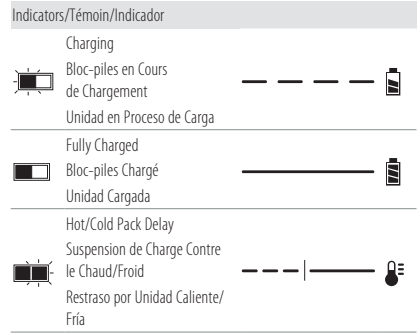 Indicators/Témoin/Indicador
Charging
Bloc-piles en Cours
de Chargement
Unidad en Proceso de Carga
Fully Charged
Bloc-piles Chargé
Unidad Cargada
Hot/Cold Pack Delay
Suspension de Charge Contre
le Chaud/Froid
Restraso por Unidad Caliente/
Fría